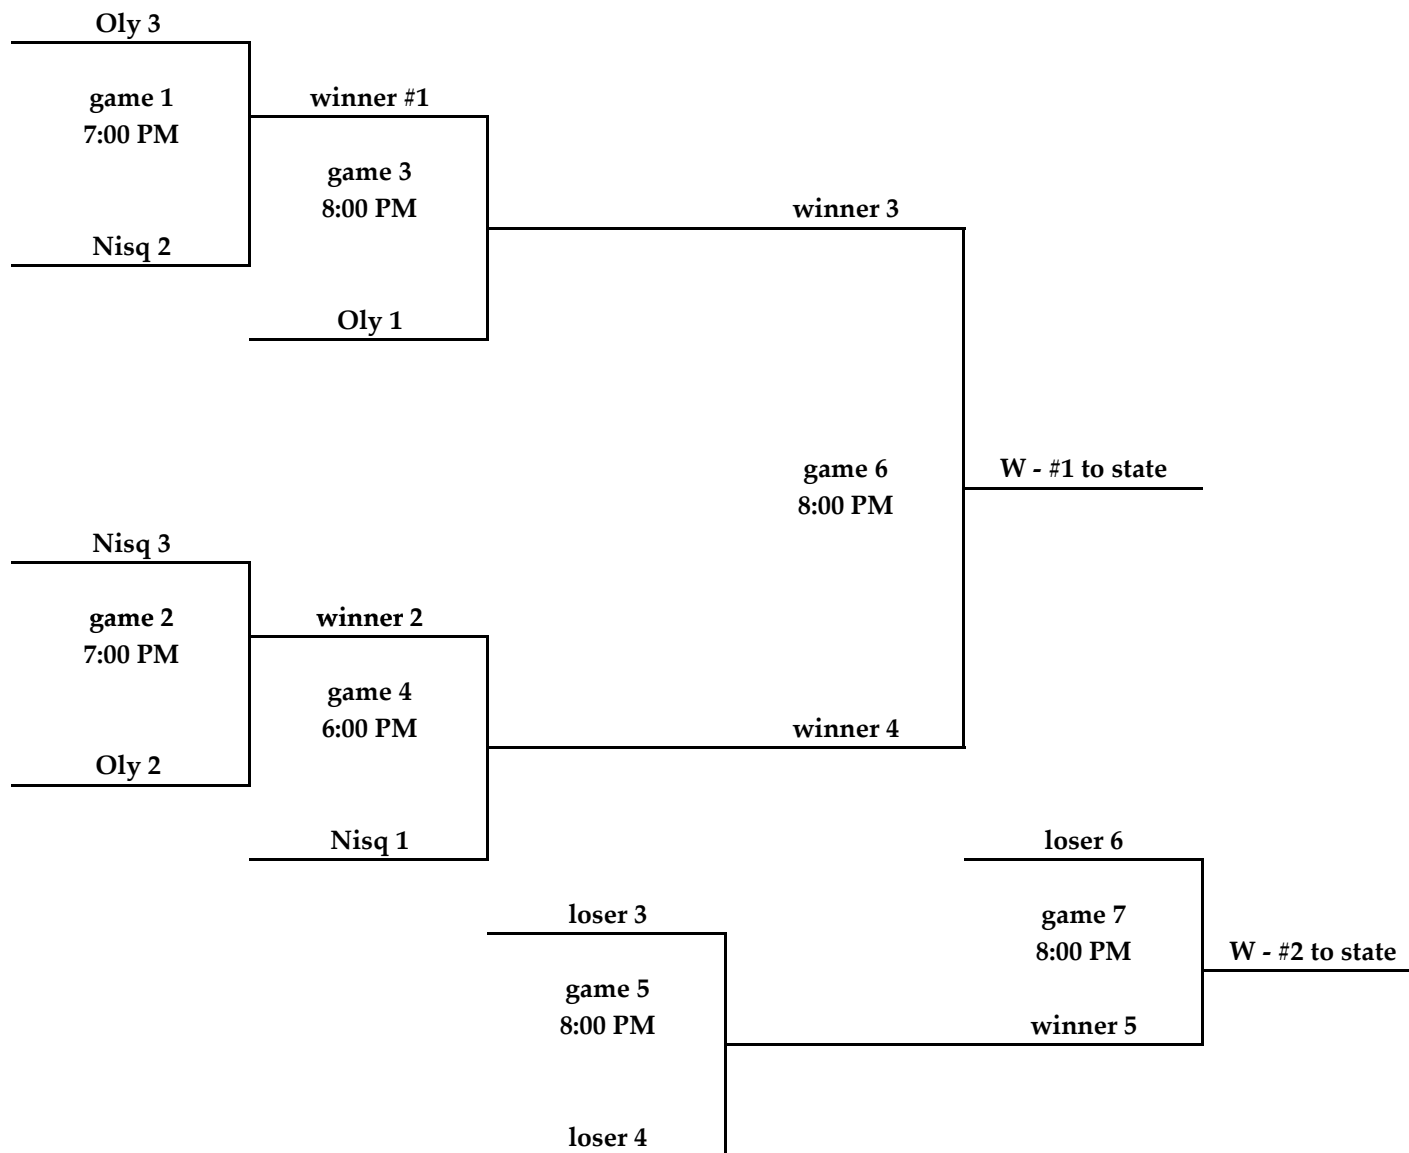 Oly 3
game 1
7:00 PM
winner #1
game 3
8:00 PM
winner 3
Nisq 2
Oly 1
game 6
8:00 PM
W - #1 to state
Nisq 3
game 2
7:00 PM
winner 2
game 4
6:00 PM
winner 4
Oly 2
Nisq 1
loser 6
loser 3
game 7
8:00 PM
W - #2 to state
game 5
8:00 PM
winner 5
loser 4